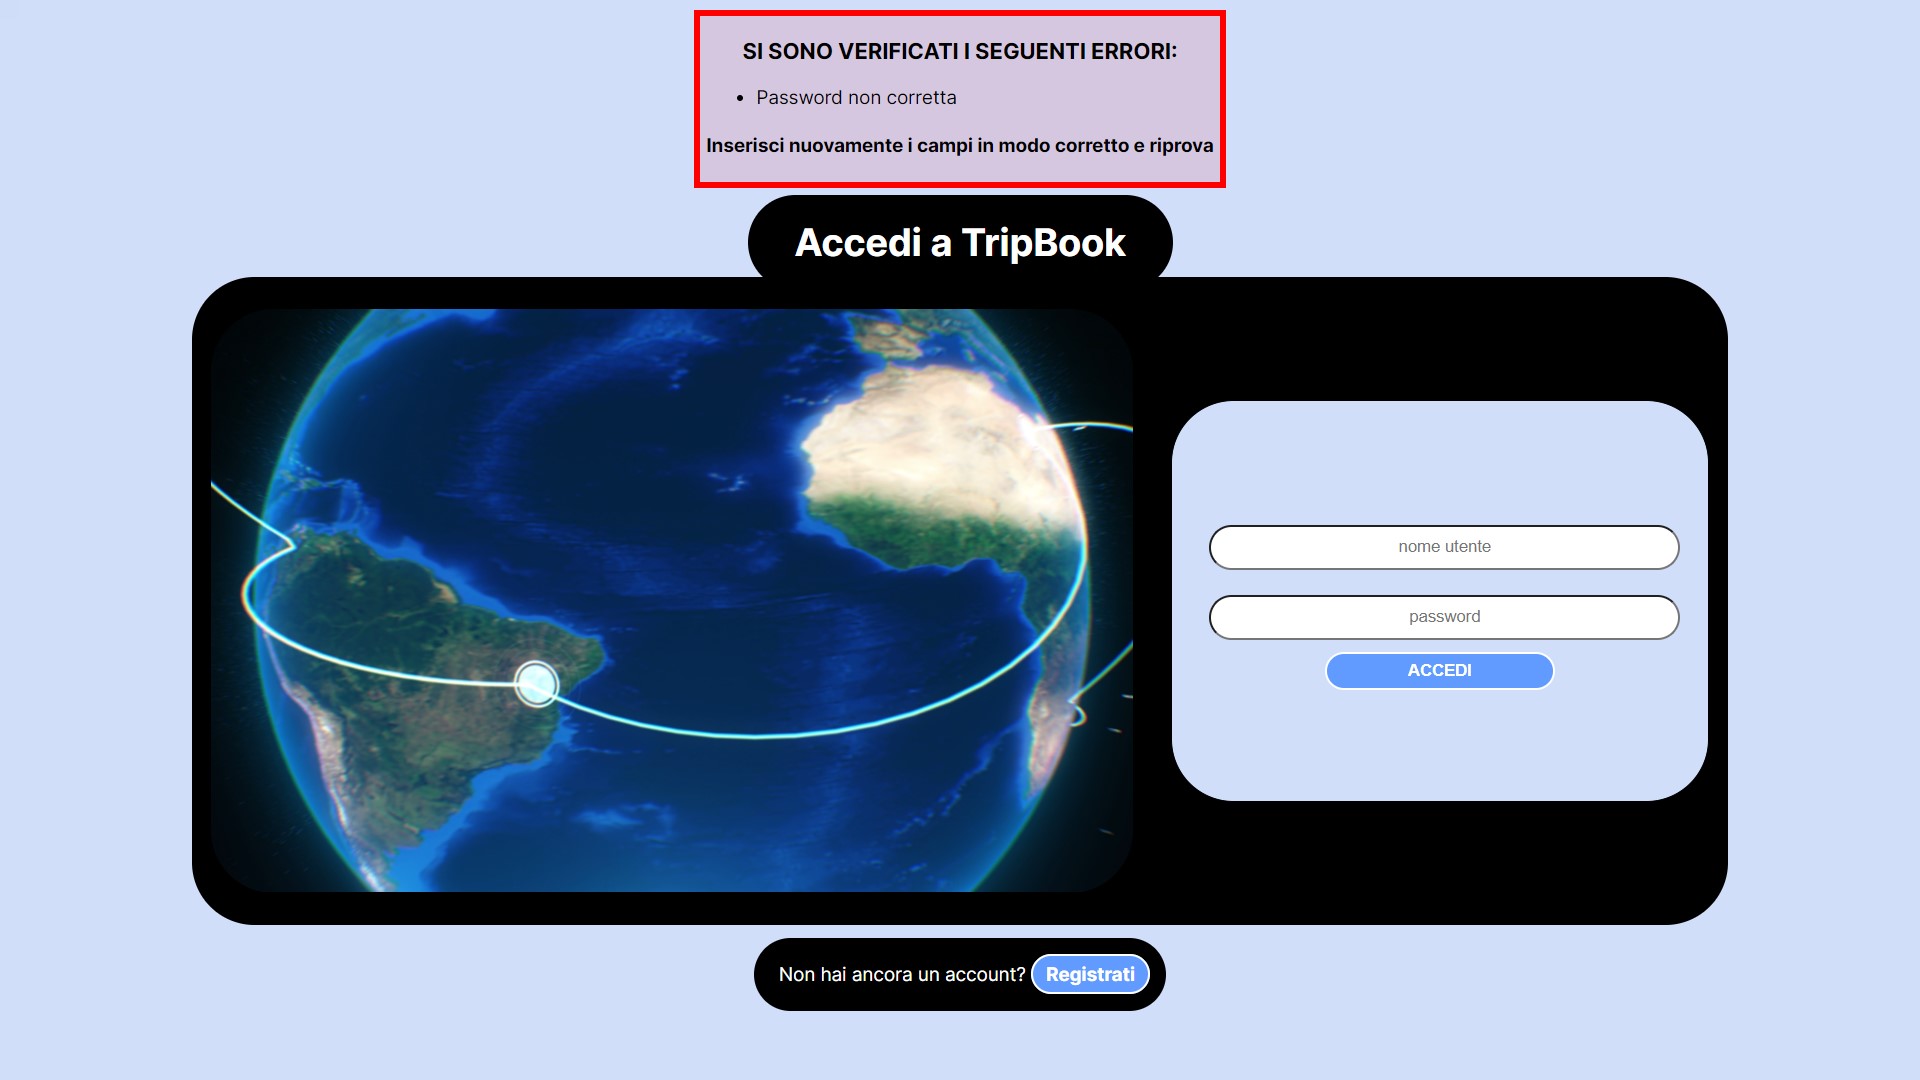 SI SONO VERIFICATI I SEGUENTI ERRORI:
• Password non corretta
Inserisci nuovamente i campi in modo corretto e riprova
Accedi a TripBook
nome utente
password
ACCEDI
Non hai ancora un account? Registrati